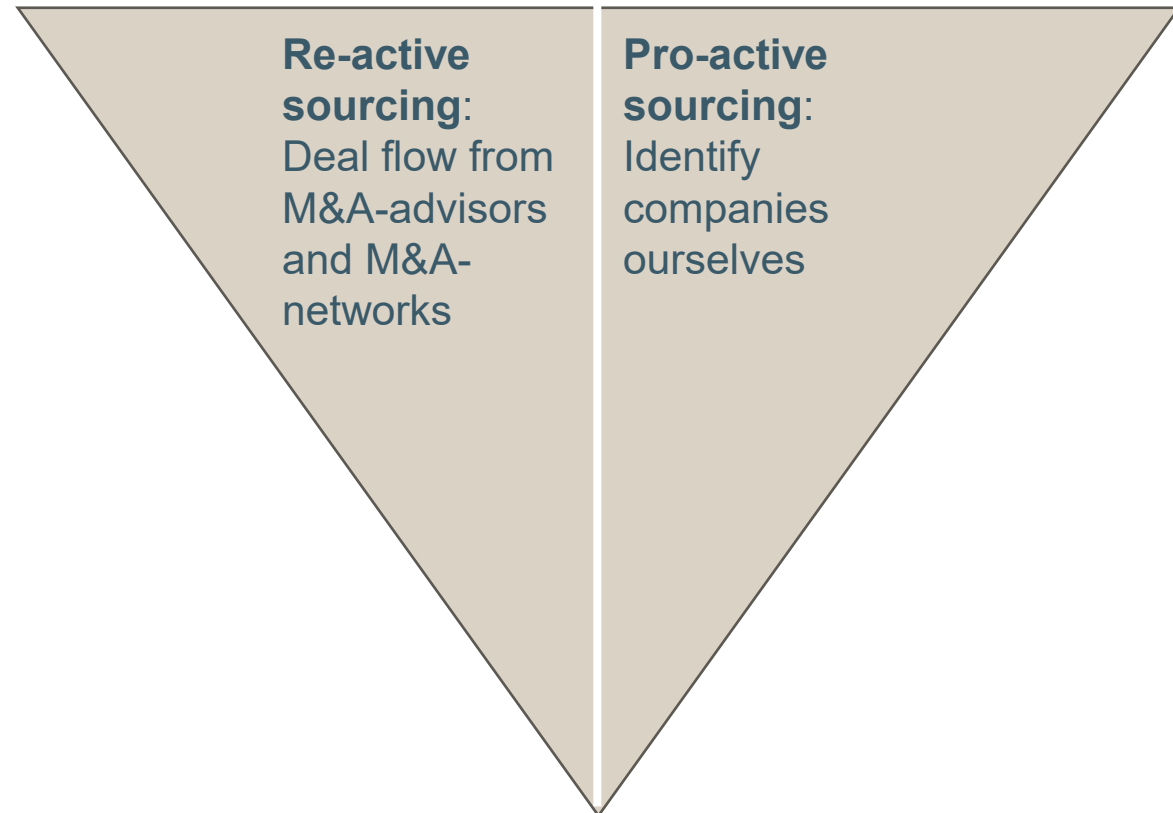 Re-active
sourcing:
Deal flow from
M&A-advisors
and M&A-
networks
Pro-active
sourcing:
Identify
companies
ourselves